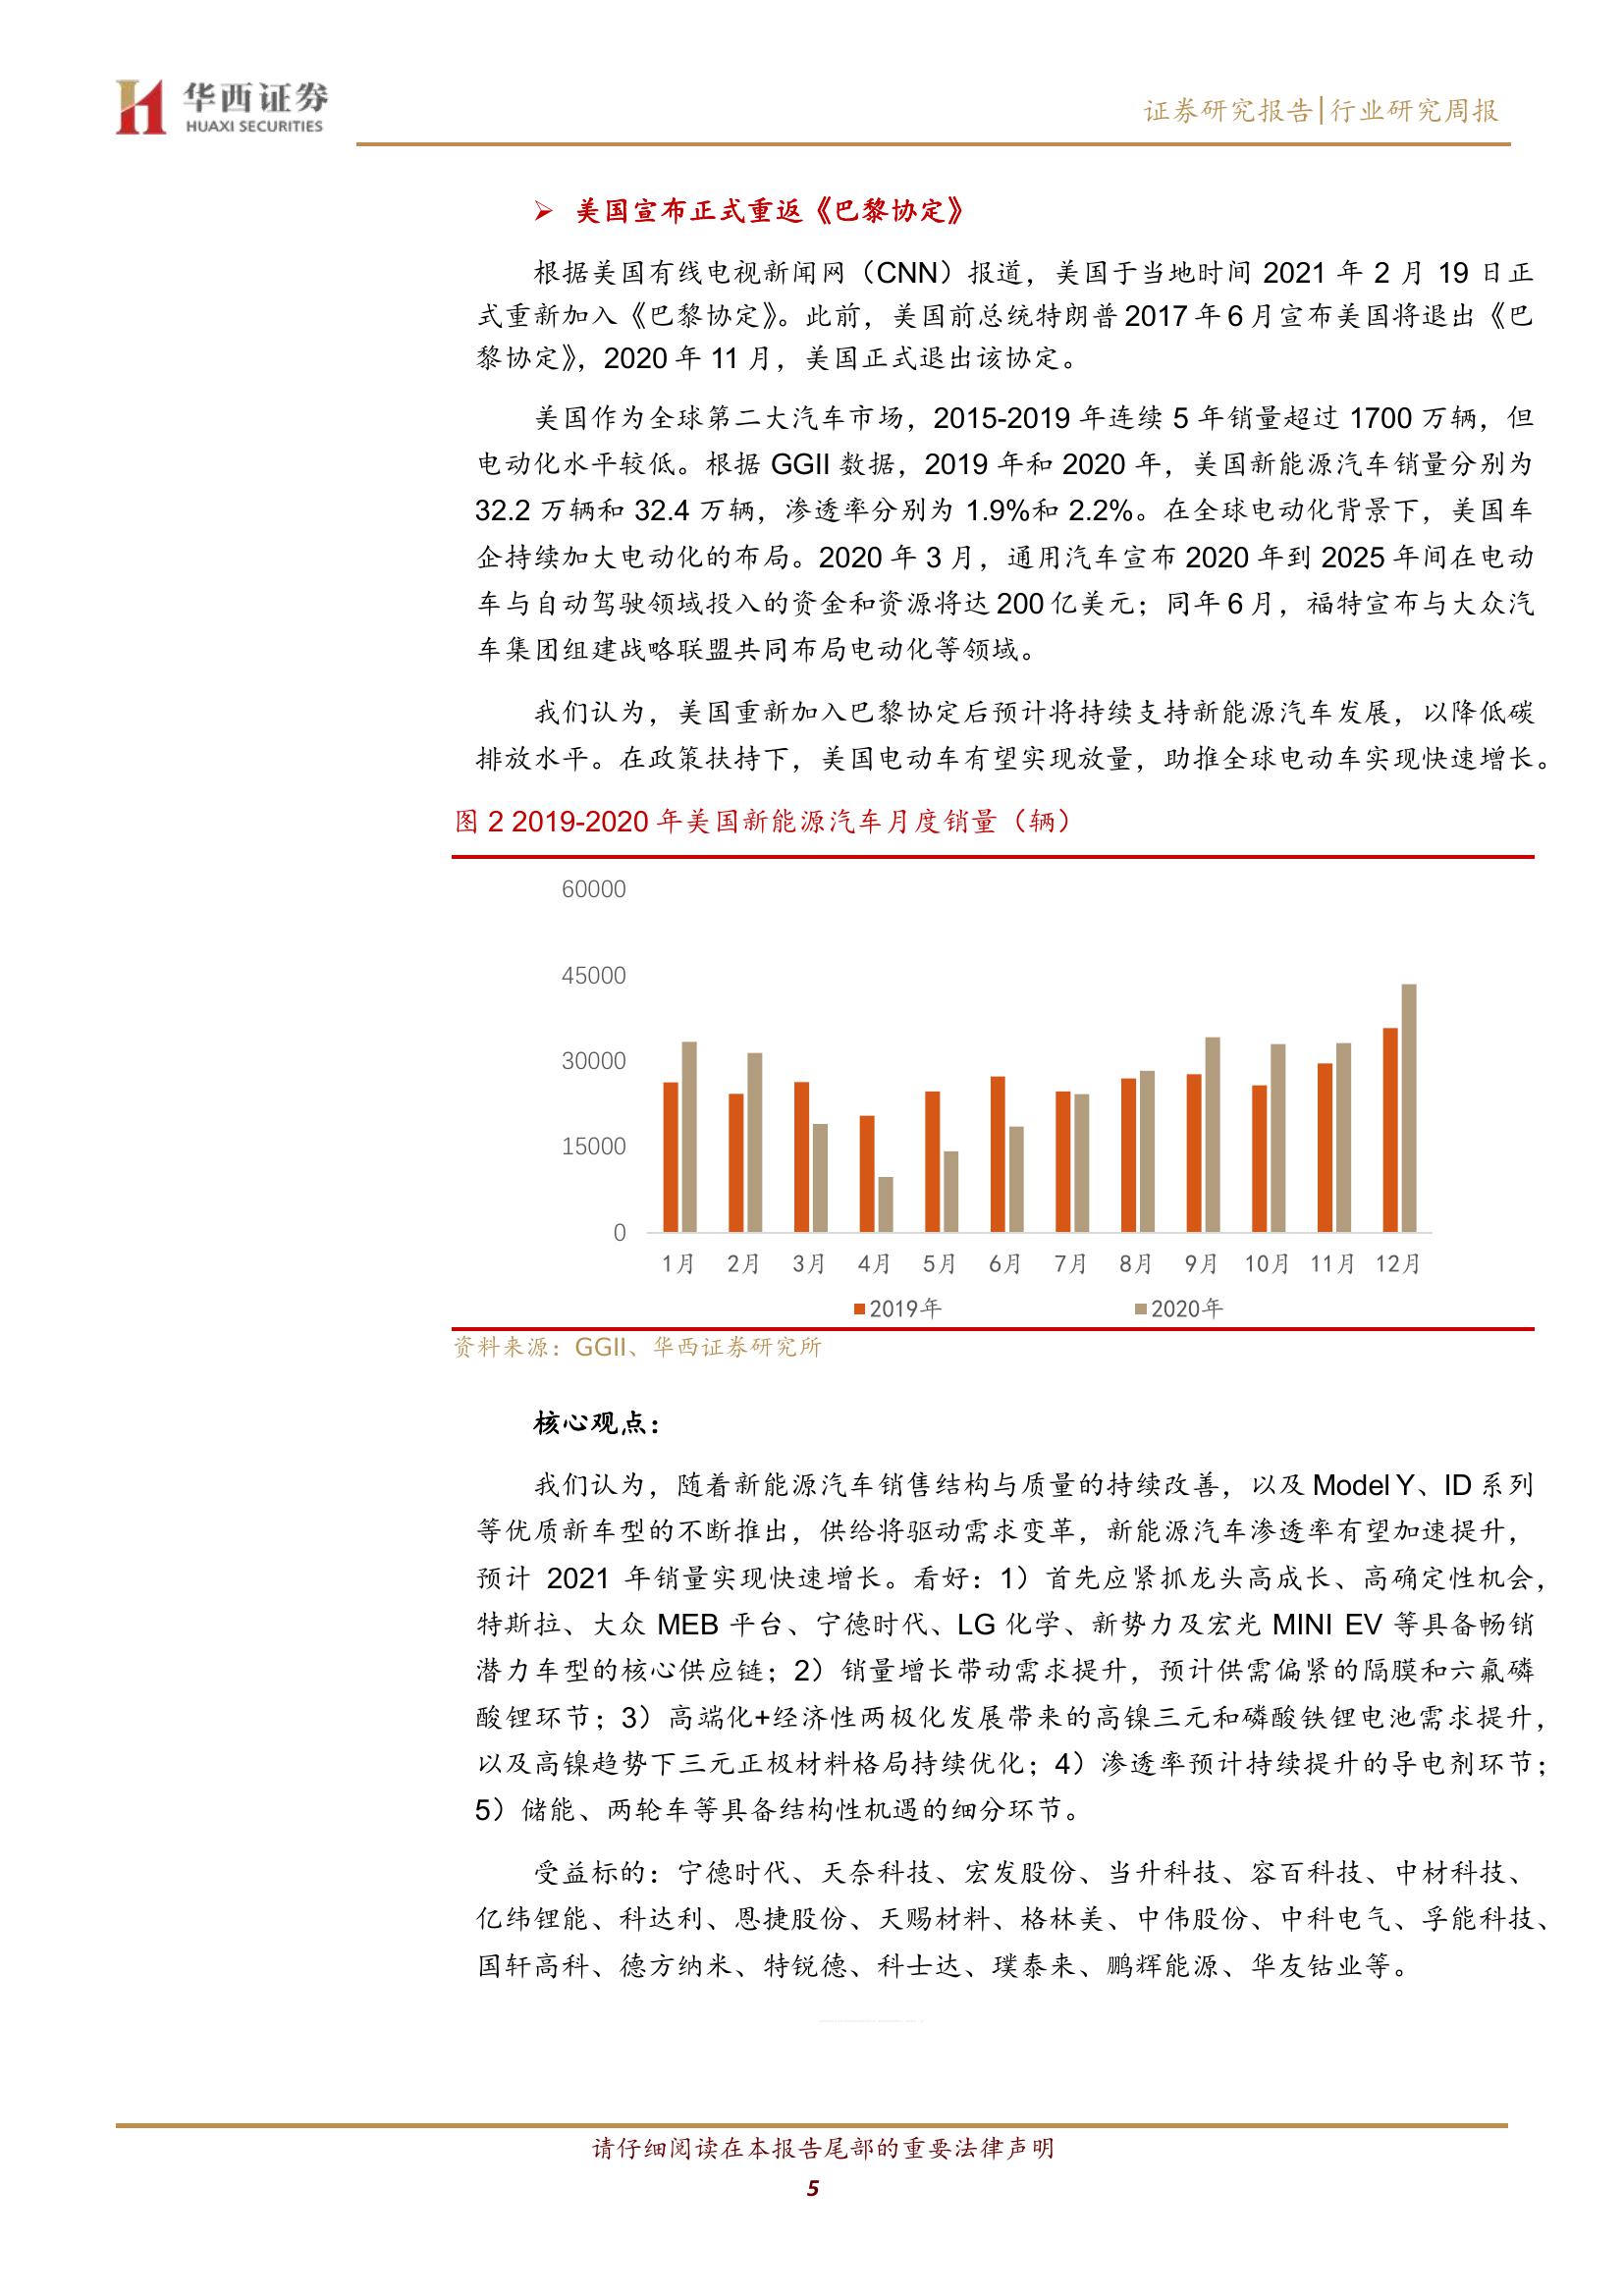 华西证券
HUAXI SECURITIES
证券研究报告|行业研究周报
➢ 美国宣布正式重返《巴黎协定》
根据美国有线电视新闻网（CNN）报道，美国于当地时间 2021 年 2 月 19 日正
式重新加入《巴黎协定》。此前，美国前总统特朗普 2017 年 6 月宣布美国将退出《巴
黎协定》，2020 年 11 月，美国正式退出该协定。
美国作为全球第二大汽车市场，2015-2019 年连续 5 年销量超过 1700 万辆，但
电动化水平较低。根据 GGII 数据，2019 年和 2020 年，美国新能源汽车销量分别为
32.2 万辆和 32.4 万辆，渗透率分别为 1.9%和 2.2%。在全球电动化背景下，美国车
企持续加大电动化的布局。2020 年 3 月，通用汽车宣布 2020 年到 2025 年间在电动
车与自动驾驶领域投入的资金和资源将达 200 亿美元；同年 6 月，福特宣布与大众汽
车集团组建战略联盟共同布局电动化等领域。
我们认为，美国重新加入巴黎协定后预计将持续支持新能源汽车发展，以降低碳
排放水平。在政策扶持下，美国电动车有望实现放量，助推全球电动车实现快速增长。
图 2 2019-2020 年美国新能源汽车月度销量（辆）
60000
45000
30000
15000
0
1月 2月 3月 4月 5月 6月 7月 8月 9月 10月 11月 12月
2019年 2020年
资料来源：GGII、华西证券研究所
核心观点：
我们认为，随着新能源汽车销售结构与质量的持续改善，以及 Model Y、ID 系列
等优质新车型的不断推出，供给将驱动需求变革，新能源汽车渗透率有望加速提升，
预计 2021 年销量实现快速增长。看好：1）首先应紧抓龙头高成长、高确定性机会，
特斯拉、大众 MEB 平台、宁德时代、LG 化学、新势力及宏光 MINI EV 等具备畅销
潜力车型的核心供应链；2）销量增长带动需求提升，预计供需偏紧的隔膜和六氟磷
酸锂环节；3）高端化+经济性两极化发展带来的高镍三元和磷酸铁锂电池需求提升，
以及高镍趋势下三元正极材料格局持续优化；4）渗透率预计持续提升的导电剂环节；
5）储能、两轮车等具备结构性机遇的细分环节。
受益标的：宁德时代、天奈科技、宏发股份、当升科技、容百科技、中材科技、
亿纬锂能、科达利、恩捷股份、天赐材料、格林美、中伟股份、中科电气、孚能科技、
国轩高科、德方纳米、特锐德、科士达、璞泰来、鹏辉能源、华友钴业等。
请仔细阅读在本报告尾部的重要法律声明
5